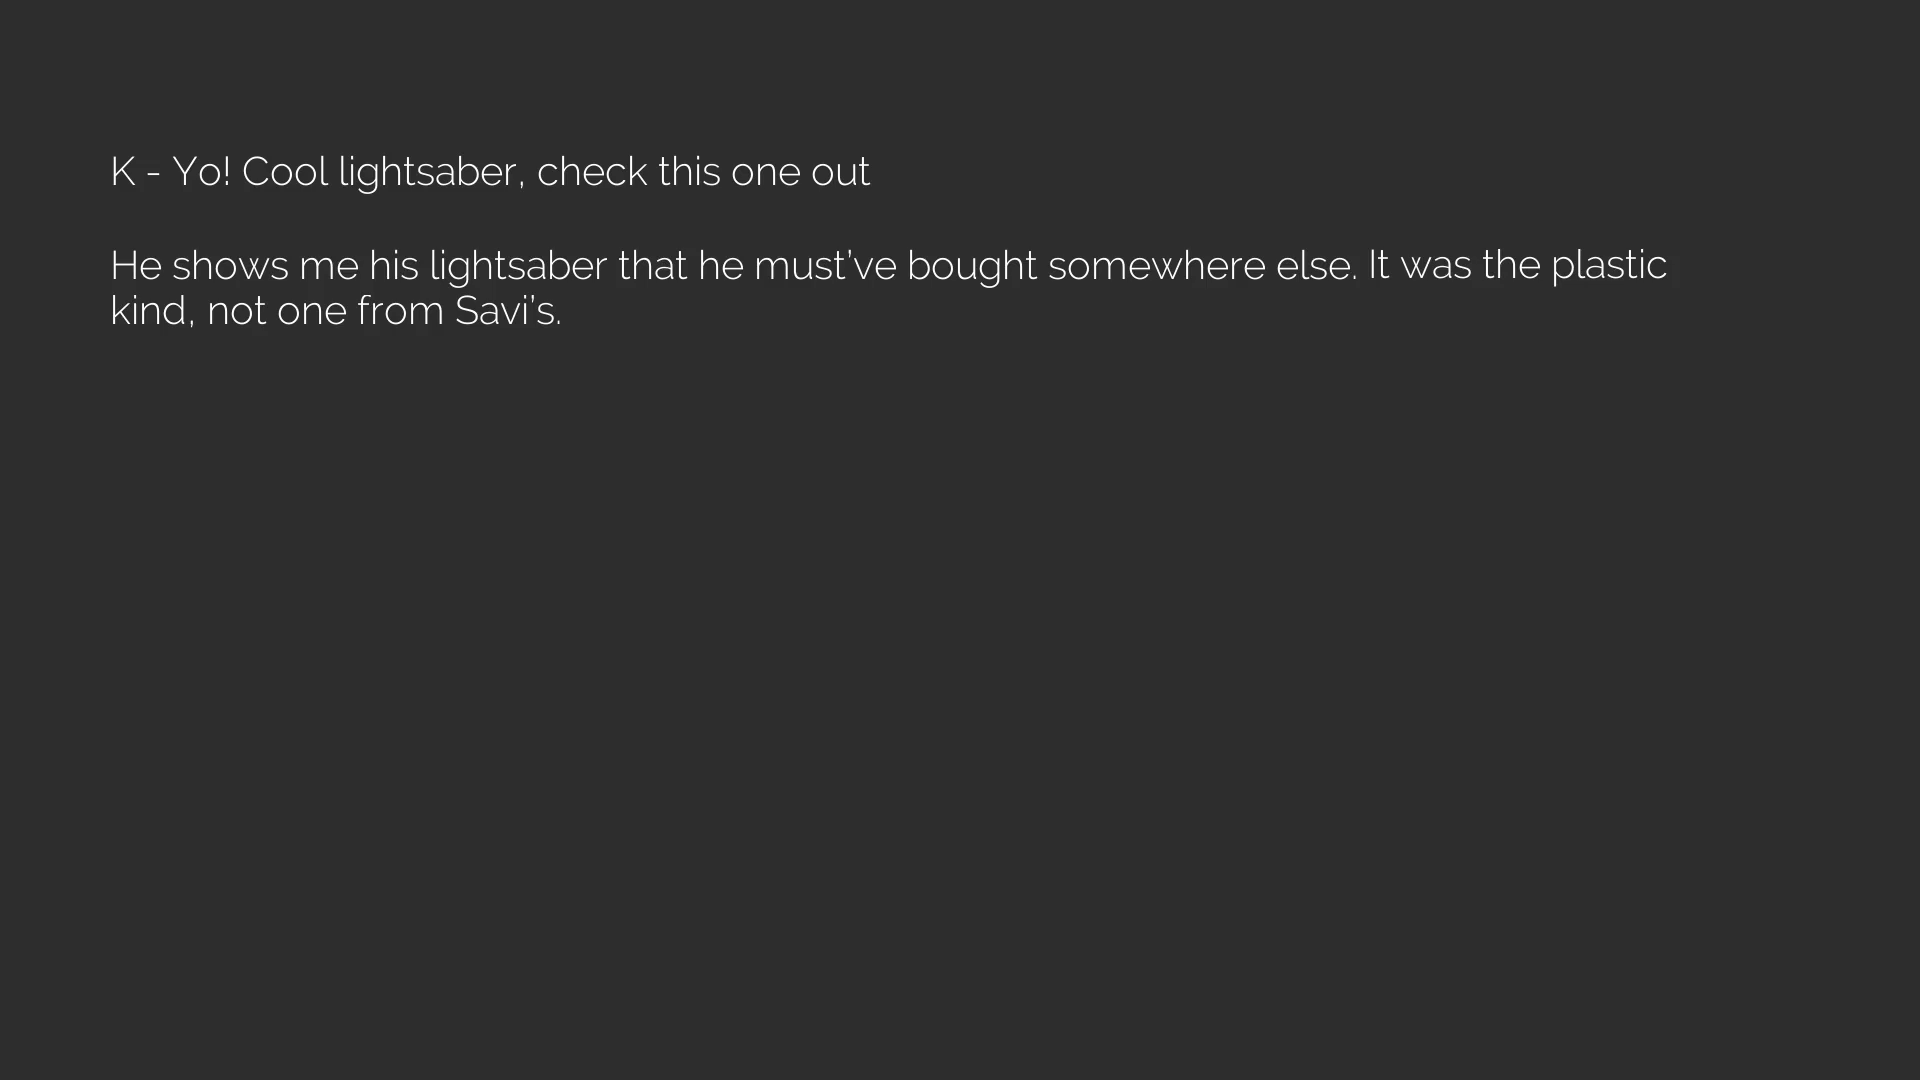 K - Yo! Cool lightsaber, check this one out
He shows me his lightsaber that he must’ve bought somewhere else. It was the plastic
kind, not one from Savi’s.